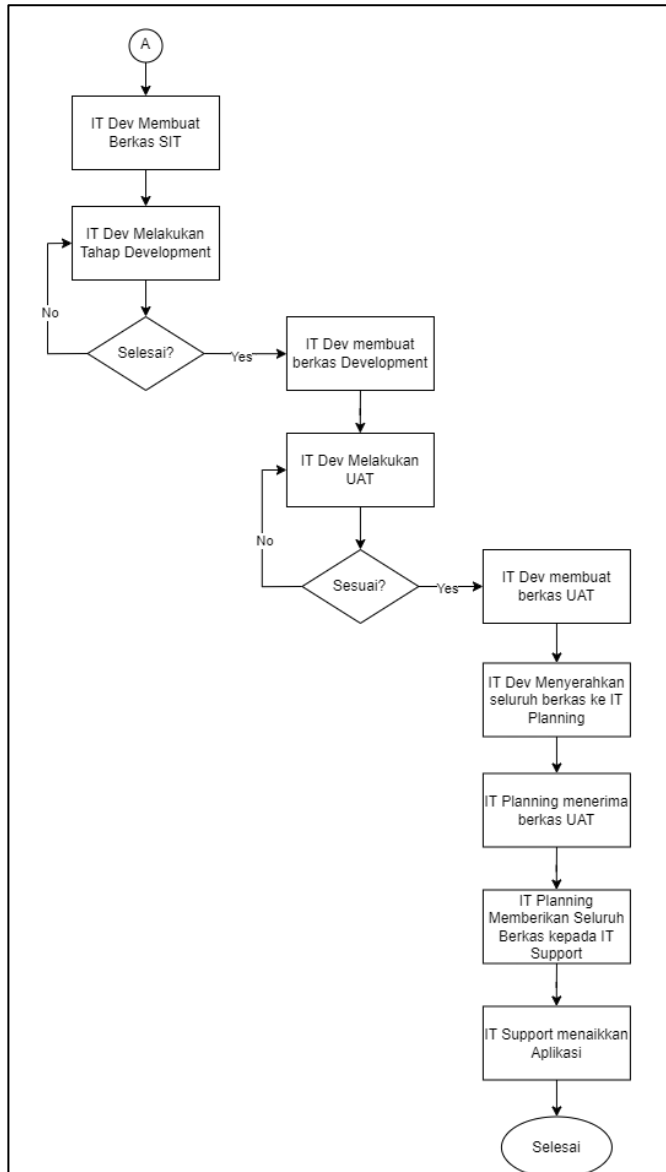 A
IT Dev Membuat
Berkas SIT
IT Dev Melakukan
Tahap Development
No
Selesai?
Yes
IT Dev membuat
berkas Development
IT Dev Melakukan
UAT
No
Sesuai?
Yes
IT Dev membuat
berkas UAT
IT Dev Menyerahkan
seluruh berkas ke IT
Planning
IT Planning menerima
berkas UAT
IT Planning
Memberikan Seluruh
Berkas kepada IT
Support
IT Support menaikkan
Aplikasi
Selesai